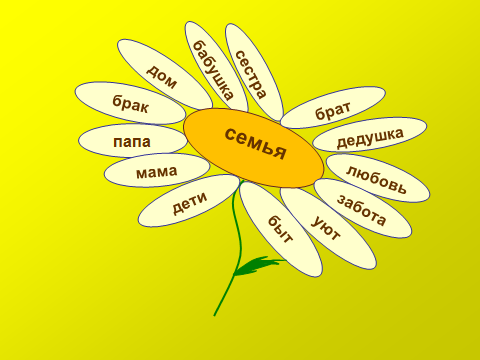 семья
сестра
брат
дедушка
любовь
забота
уют
быт
дети
мама
папа
брак
дом
бабушка